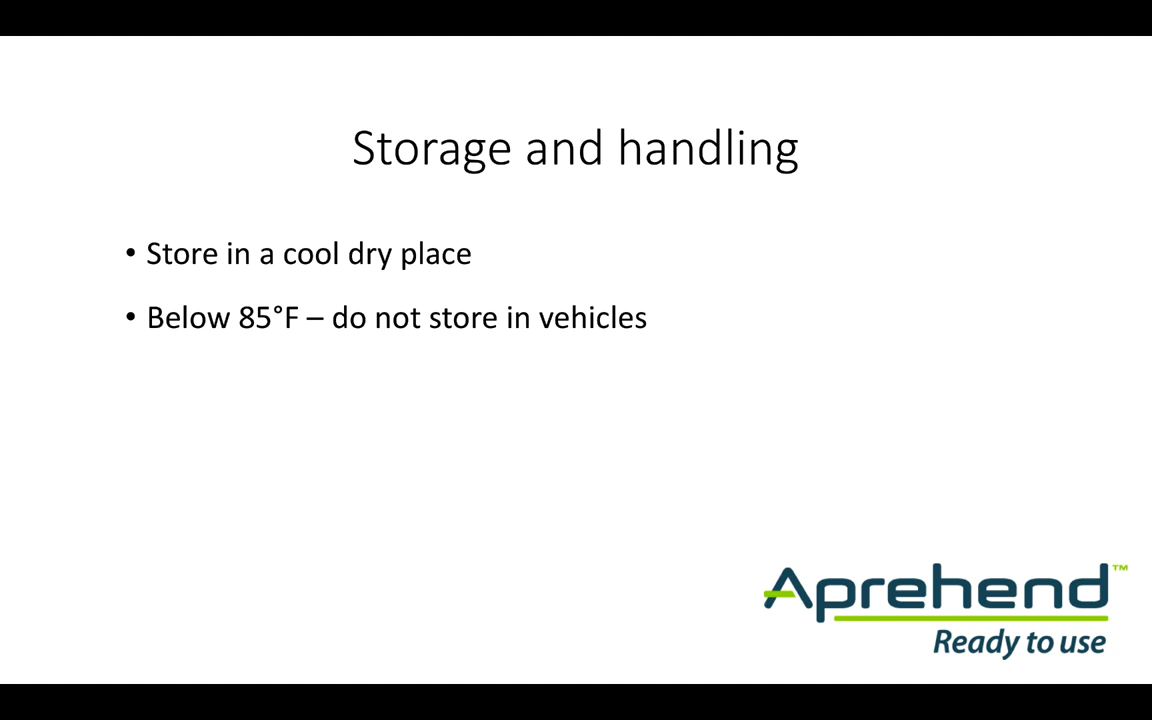 Storage and handling
• Store in a cool dry place
• Below 85°F – do not store in vehicles
Aprehend™
Ready to use